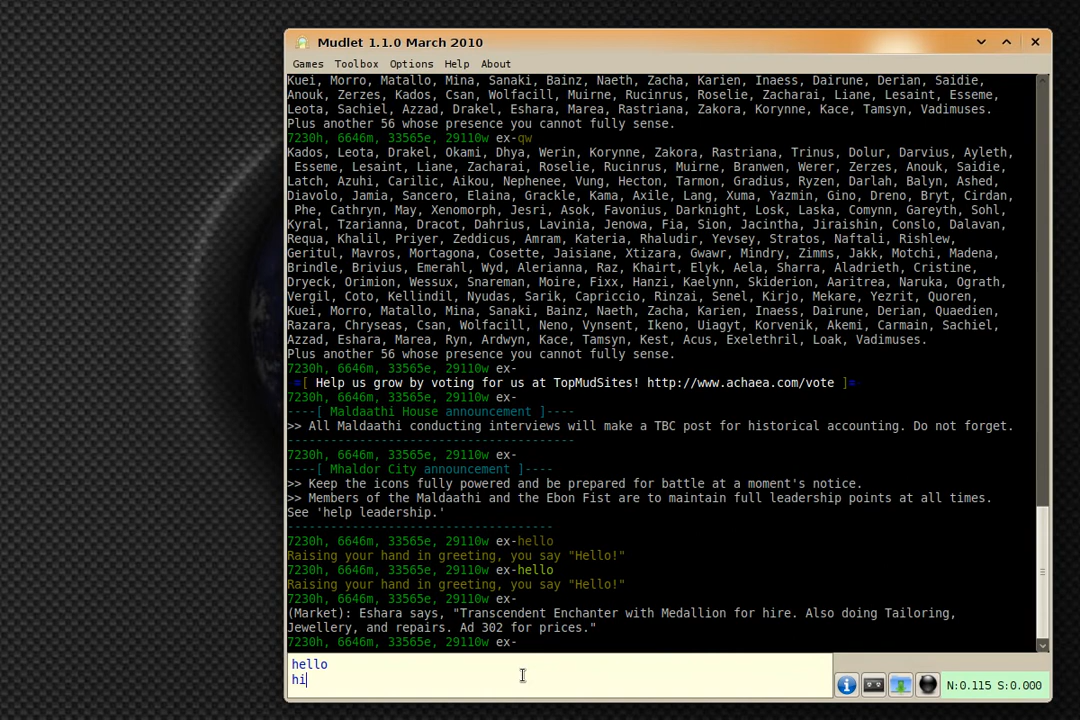 Mudlet 1.1.0 March 2010
Games Toolbox Options Help About
Kuei, Morro, Matallo, Mina, Sanaki, Bainz, Naeth, Zacha, Karien, Inaess, Dairune, Derian, Saidie,
Anouk, Zerzes, Kados, Csan, Wolfacill, Muirne, Rucinrus, Roselie, Zacharai, Liane, Lesaint, Esseme,
Leota, Sachiel, Azzad, Drakel, Eshara, Marea, Rastriana, Zakora, Korynne, Kace, Tamsyn, Vadimuses.
Plus another 56 whose presence you cannot fully sense.
7230h, 6646m, 33565e, 29110w ex-qw
Kados, Leota, Drakel, Okami, Dhya, Werin, Korynne, Zakora, Rastriana, Trinus, Dolur, Darvius, Ayleth,
Esseme, Lesaint, Liane, Zacharai, Roselie, Rucinrus, Muirne, Branwen, Werer, Zerzes, Anouk, Saidie,
Latch, Azuhi, Carilic, Aikou, Nephenee, Vung, Hecton, Tarmon, Gradius, Ryzen, Darlah, Balyn, Ashed,
Diavolo, Jamia, Sancero, Elaina, Grackle, Kama, Axile, Lang, Xuma, Yazmin, Gino, Dreno, Bryt, Cirdan,
Phe, Cathryn, May, Xenomorph, Jesri, Asok, Favonius, Darknight, Losk, Laska, Comynn, Gareyth, Sohl,
Kyral, Tzarianna, Dracot, Dahrius, Lavinia, Jenowa, Fia, Sion, Jacintha, Jiraishin, Conslo, Dalavan,
Requa, Khalil, Priyer, Zeddicus, Amram, Kateria, Rhaludir, Yevsey, Stratos, Naftali, Rishlew,
Geritul, Mavros, Mortagona, Cosette, Jaisiane, Xtizara, Gwawr, Mindry, Zimms, Jakk, Motchi, Madena,
Brindle, Brivius, Emerahl, Wyd, Alerianna, Raz, Khairt, Elyk, Aela, Sharra, Aladrieth, Cristine,
Dryeck, Orimion, Wessux, Snareman, Moire, Fixx, Hanzi, Kaelynn, Skiderion, Aaritrea, Naruka, Ograth,
Vergil, Coto, Kellindil, Nyudas, Sarik, Capriccio, Rinzai, Senel, Kirjo, Mekare, Yezrit, Quoren,
Kuei, Morro, Matallo, Mina, Sanaki, Bainz, Naeth, Zacha, Karien, Inaess, Dairune, Derian, Quaedien,
Razara, Chryseas, Csan, Wolfacill, Neno, Vynsent, Ikeno, Uiagyt, Korvenik, Akemi, Carmain, Sachiel,
Azzad, Eshara, Marea, Ryn, Ardwyn, Kace, Tamsyn, Kest, Acus, Exelethril, Loak, Vadimuses.
Plus another 56 whose presence you cannot fully sense.
7230h, 6646m, 33565e, 29110w ex-
=[ Help us grow by voting for us at TopMudSites! http://www.achaea.com/vote ]=
7230h, 6646m, 33565e, 29110w ex-
----[ Maldaathi House announcement ]----
>> All Maldaathi conducting interviews will make a TBC post for historical accounting. Do not forget.
----------------------------------------
7230h, 6646m, 33565e, 29110w ex-
----[ Mhaldor City announcement ]----
>> Keep the icons fully powered and be prepared for battle at a moment's notice.
>> Members of the Maldaathi and the Ebon Fist are to maintain full leadership points at all times.
See 'help leadership.'
-------------------------------------
7230h, 6646m, 33565e, 29110w ex-hello
Raising your hand in greeting, you say "Hello!"
7230h, 6646m, 33565e, 29110w ex-hello
Raising your hand in greeting, you say "Hello!"
7230h, 6646m, 33565e, 29110w ex-
(Market): Eshara says, "Transcendent Enchanter with Medallion for hire. Also doing Tailoring,
Jewellery, and repairs. Ad 302 for prices."
7230h, 6646m, 33565e, 29110w ex-
hello
hi
N:0.115 S:0.000